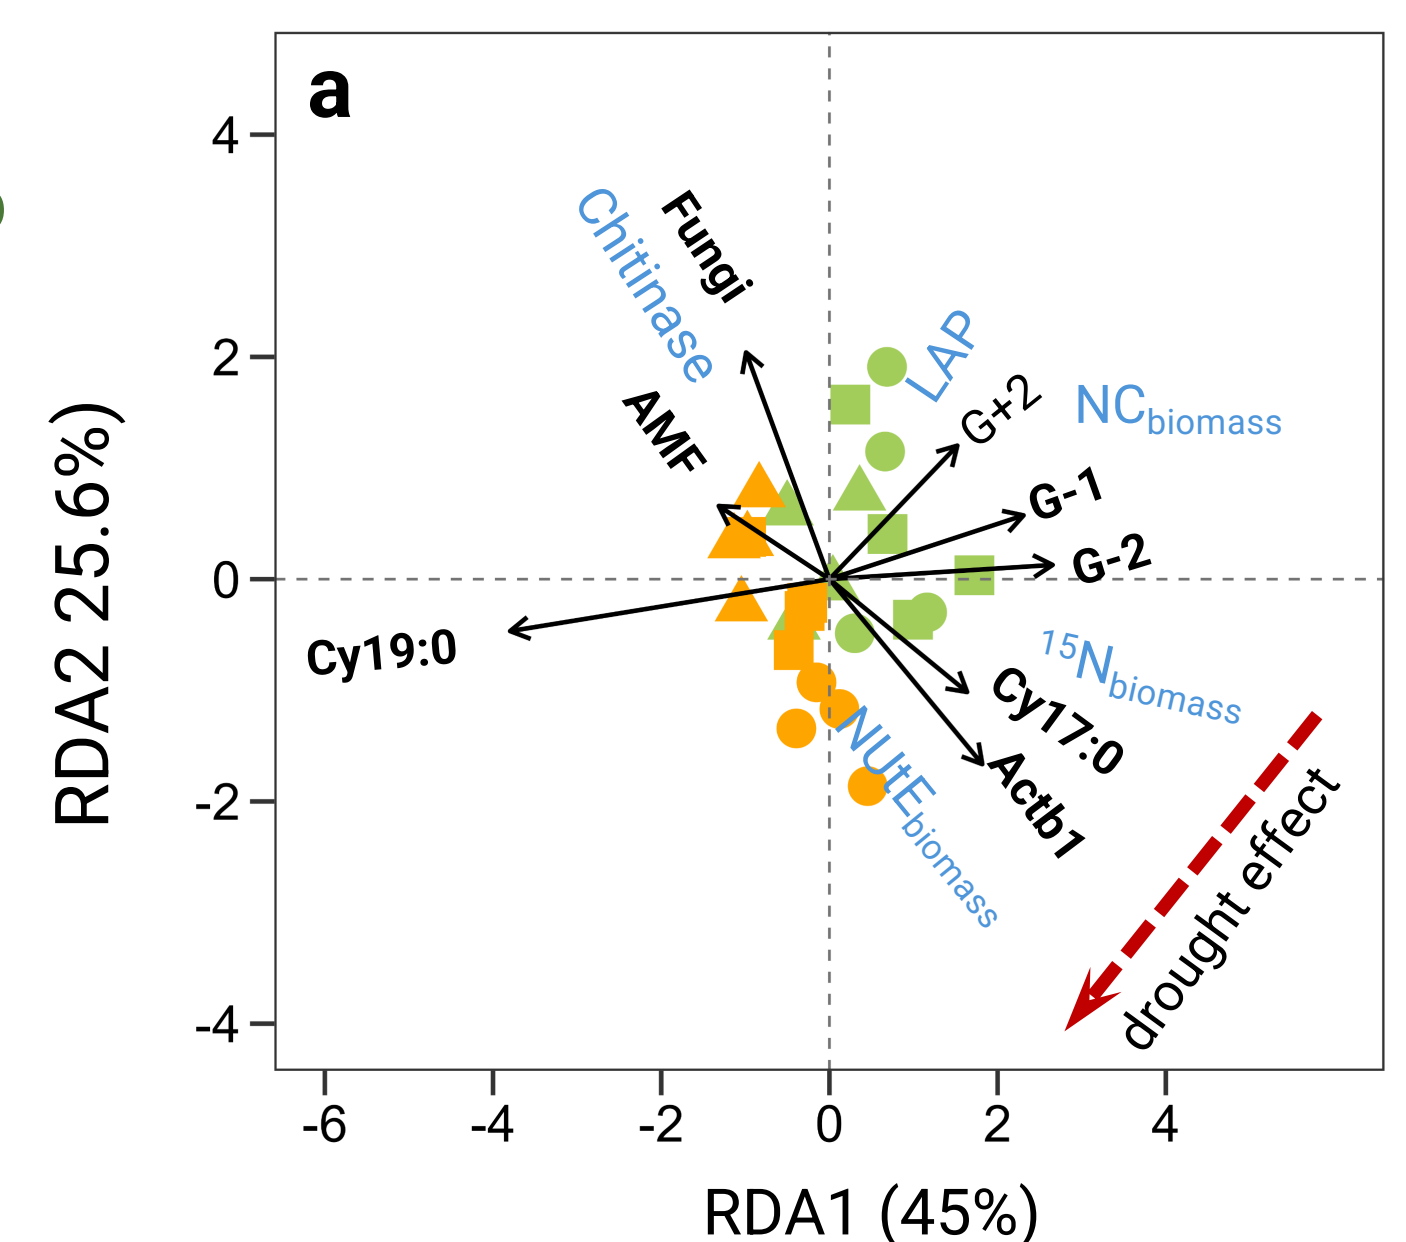 a
4
2
0
-2
-4
RDA2 25.6%)
Fungi
Chitinase
AMF
LAP
G+2
NCbiomass
G-1
G-2
Cy19:0
15Nbiomass
Cy17:0
Actb1
NUtEbiomass
drought effect
-6 -4 -2 0 2 4
RDA1 (45%)